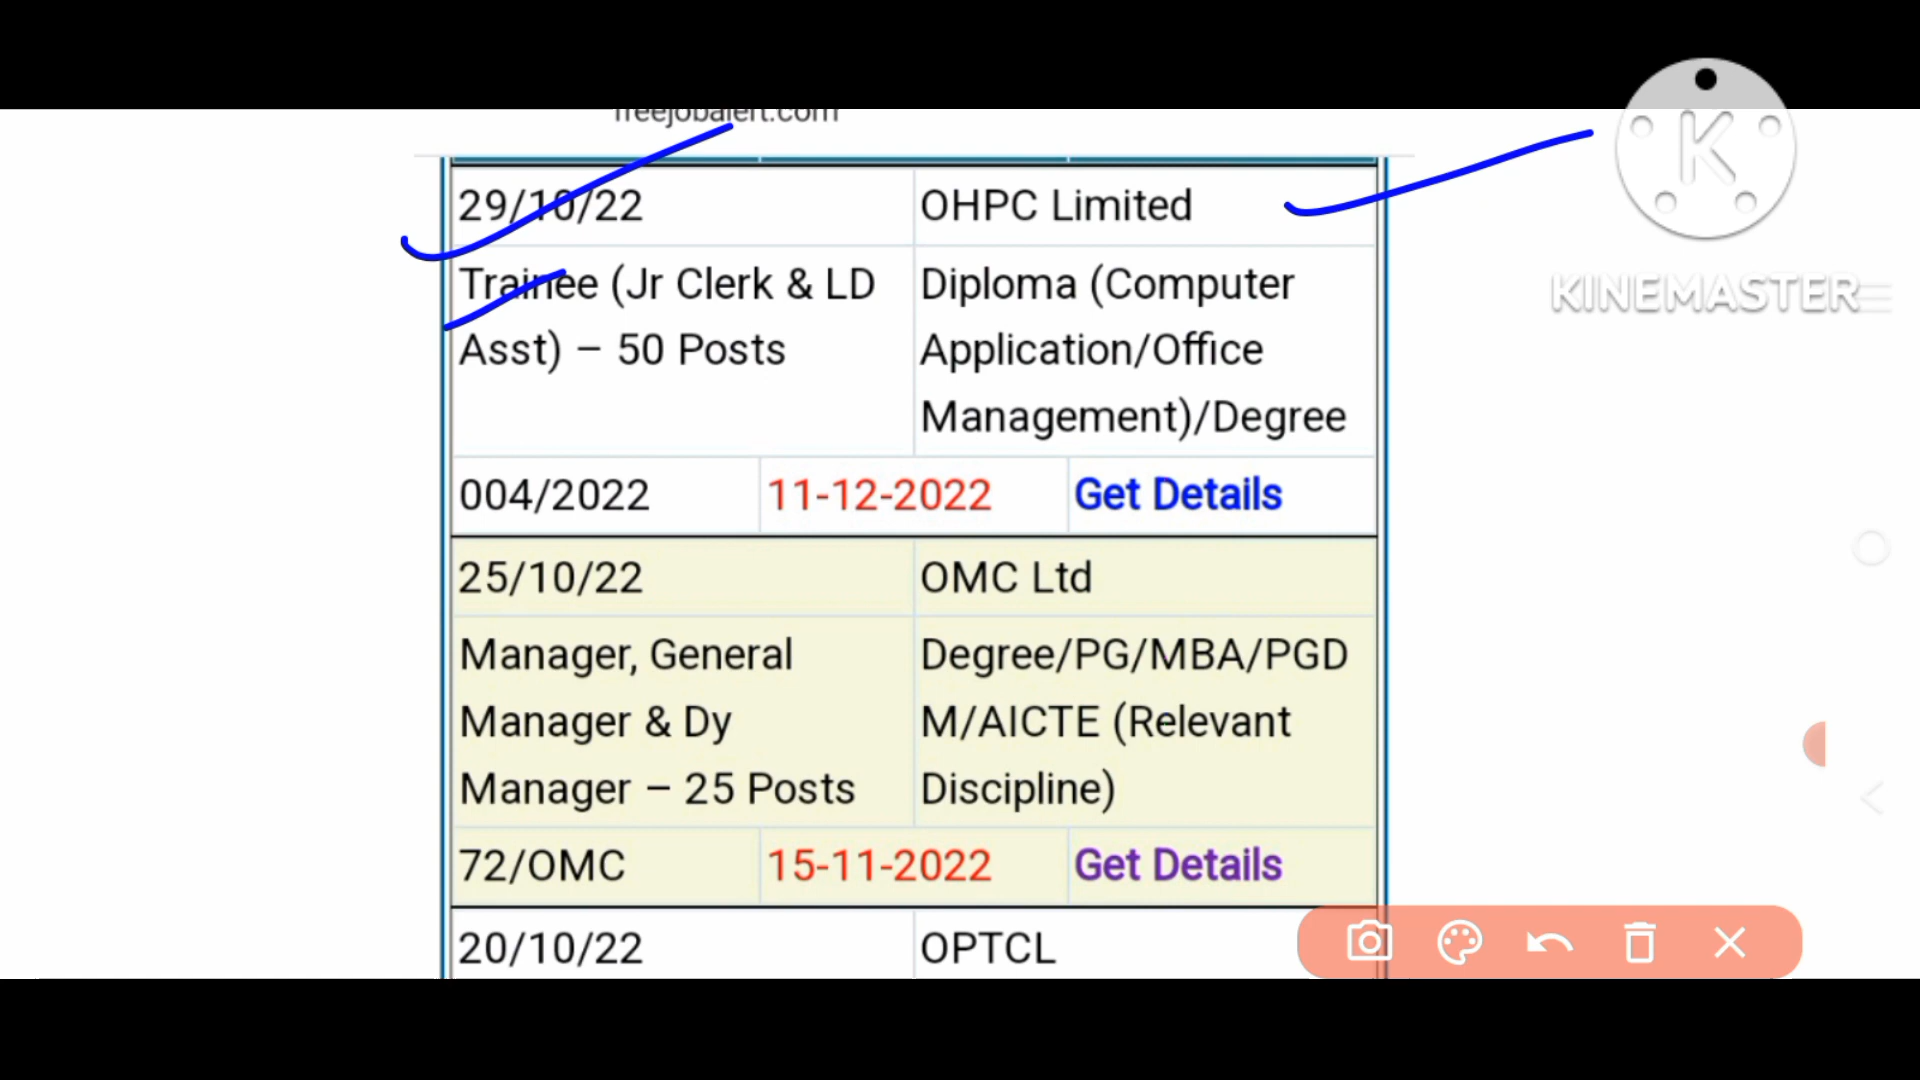 freejobalert.com
29/10/22 OHPC Limited
Trainee (Jr Clerk & LD Diploma (Computer
Asst) – 50 Posts Application/Office
Management)/Degree
004/2022 11-12-2022 Get Details
25/10/22 OMC Ltd
Manager, General Degree/PG/MBA/PGD
Manager & Dy M/AICTE (Relevant
Manager – 25 Posts Discipline)
72/OMC 15-11-2022 Get Details
20/10/22 OPTCL
K
KINEMASTER